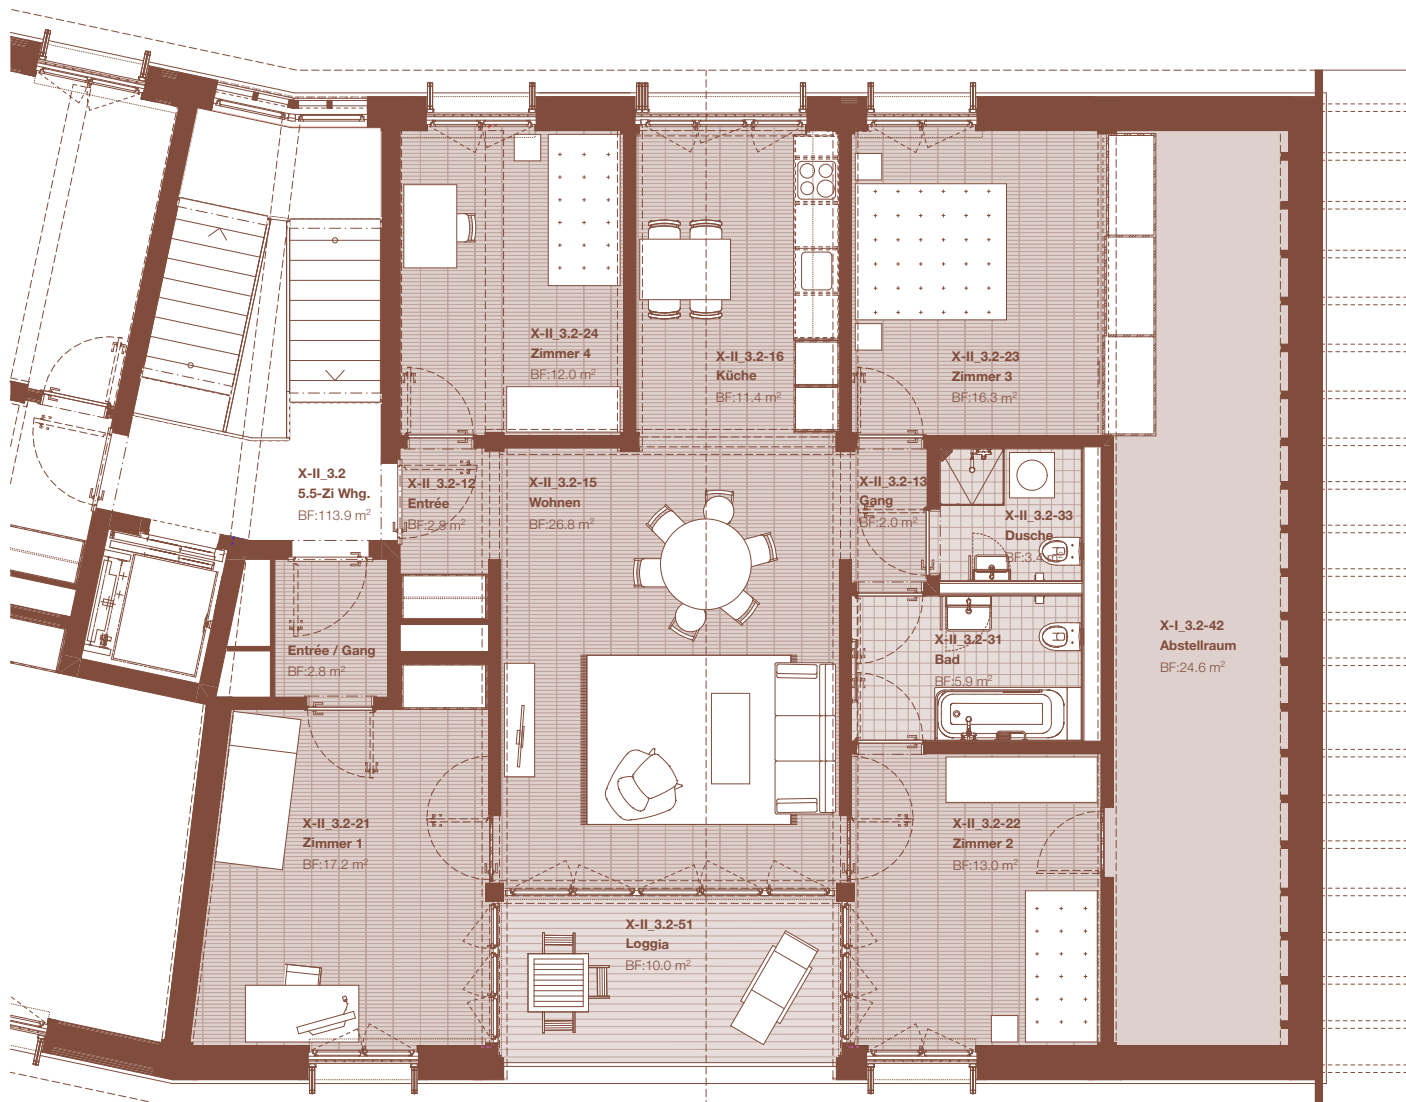 X-II_3.2-24
Zimmer 4
BF:12.0 m²
X-II_3.2-16
Küche
BF:11.4 m²
X-II_3.2-23
Zimmer 3
BF:16.3 m²
X-II_3.2
5.5-Zi Whg.
BF:113.9 m²
X-II_3.2-12
Entrée
BF:2.9 m²
X-II_3.2-15
Wohnen
BF:26.8 m²
X-II_3.2-13
Gang
BF:2.0 m²
X-II_3.2-33
Dusche
X-II_3.2-31
Bad
BF:5.9 m²
X-I_3.2-42
Abstellraum
BF:24.6 m²
Entrée / Gang
BF:2.8 m²
X-II_3.2-21
Zimmer 1
BF:17.2 m²
X-II_3.2-22
Zimmer 2
BF:13.0 m²
X-II_3.2-51
Loggia
BF:10.0 m²